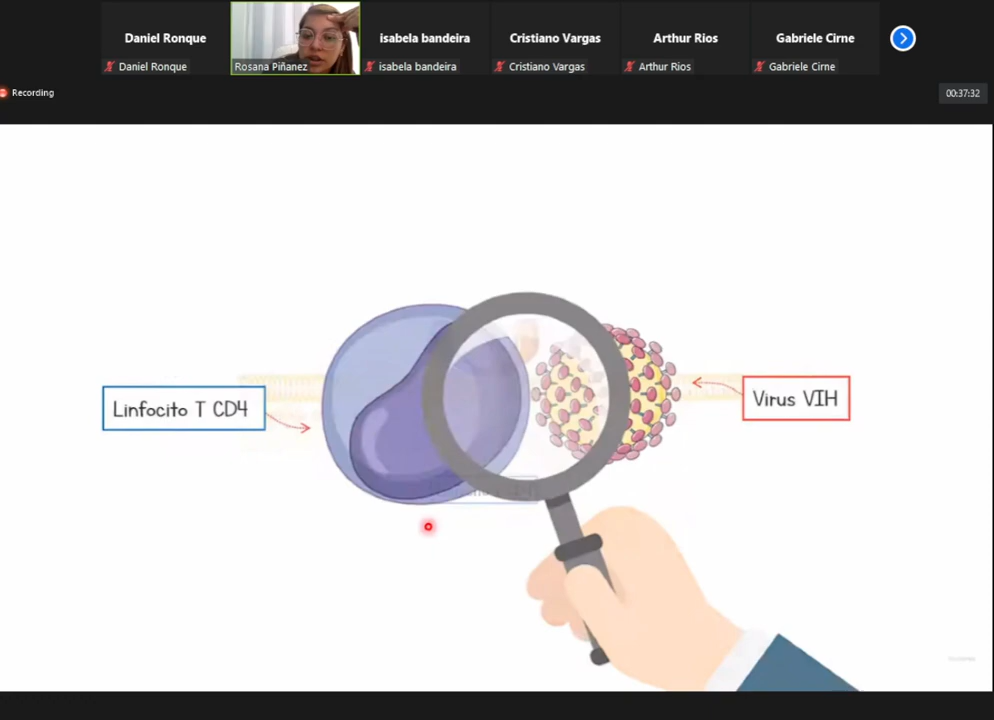 Daniel Ronque
isabela bandeira
Cristiano Vargas
Arthur Rios
Gabriele Cirne
Daniel Ronque
Rosana Piñanez
isabela bandeira
Cristiano Vargas
Arthur Rios
Gabriele Cirne
Recording
00:37:32
Linfocito T CD4
Virus VIH